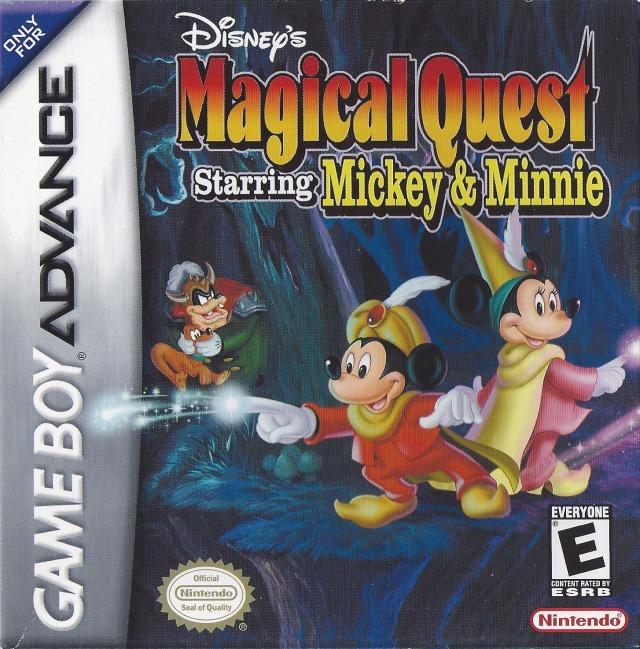 ONLY
FOR
GAME BOY ADVANCE
®
Disney's
Magical Quest
Starring Mickey & Minnie
Official
Nintendo
Seal of Quality
®
EVERYONE
E
®
CONTENT RATED BY
ESRB
Nintendo®